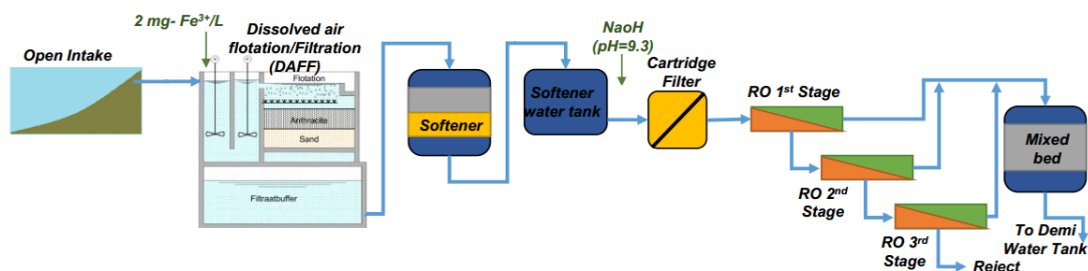 2 mg- Fe³⁺/L
Open Intake
Dissolved air
flotation/Filtration
(DAFF)
Flotation
Anthracite
Sand
Filtraatbuffer
Softener
Softener
water tank
NaoH
(pH=9.3)
Cartridge
Filter
RO 1ˢᵗ Stage
RO 2ⁿᵈ
Stage
RO 3ʳᵈ
Stage
Reject
Mixed
bed
To Demi
Water Tank